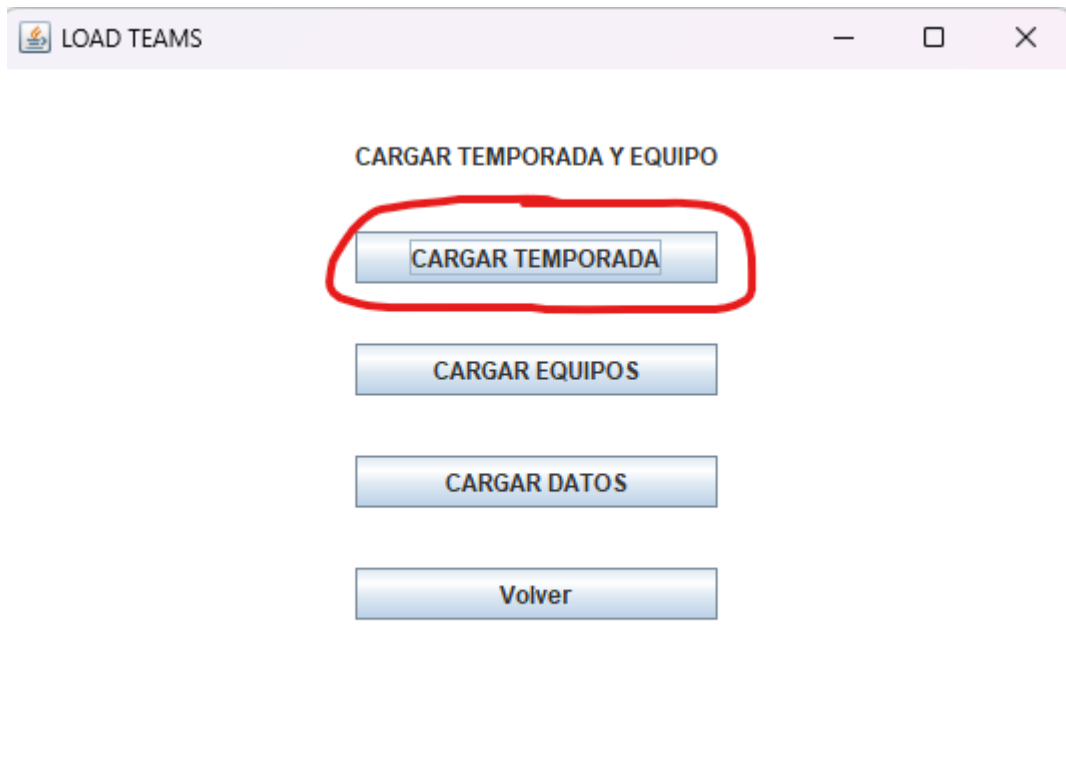 LOAD TEAMS
CARGAR TEMPORADA Y EQUIPO
CARGAR TEMPORADA
CARGAR EQUIPOS
CARGAR DATOS
Volver